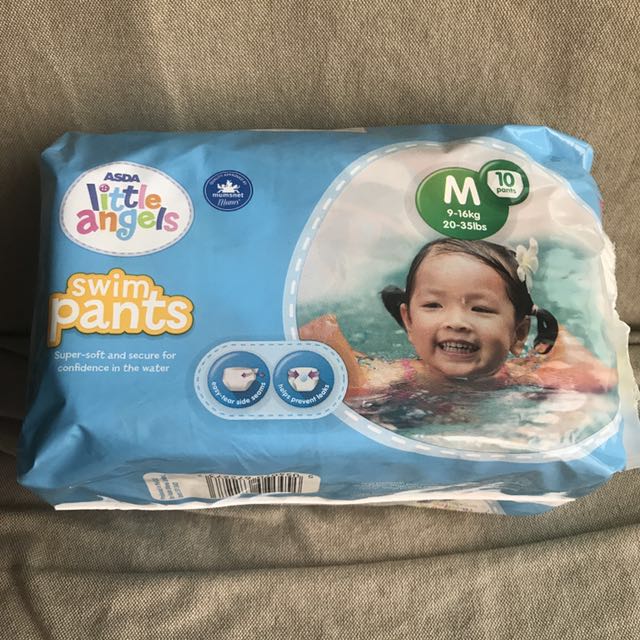 ASDA
little
angels
mumsnet
swim
pants
Super-soft and secure for
confidence in the water
easy-tear side seams
helps prevent leaks
M
9-16kg
20-35lbs
10
pants